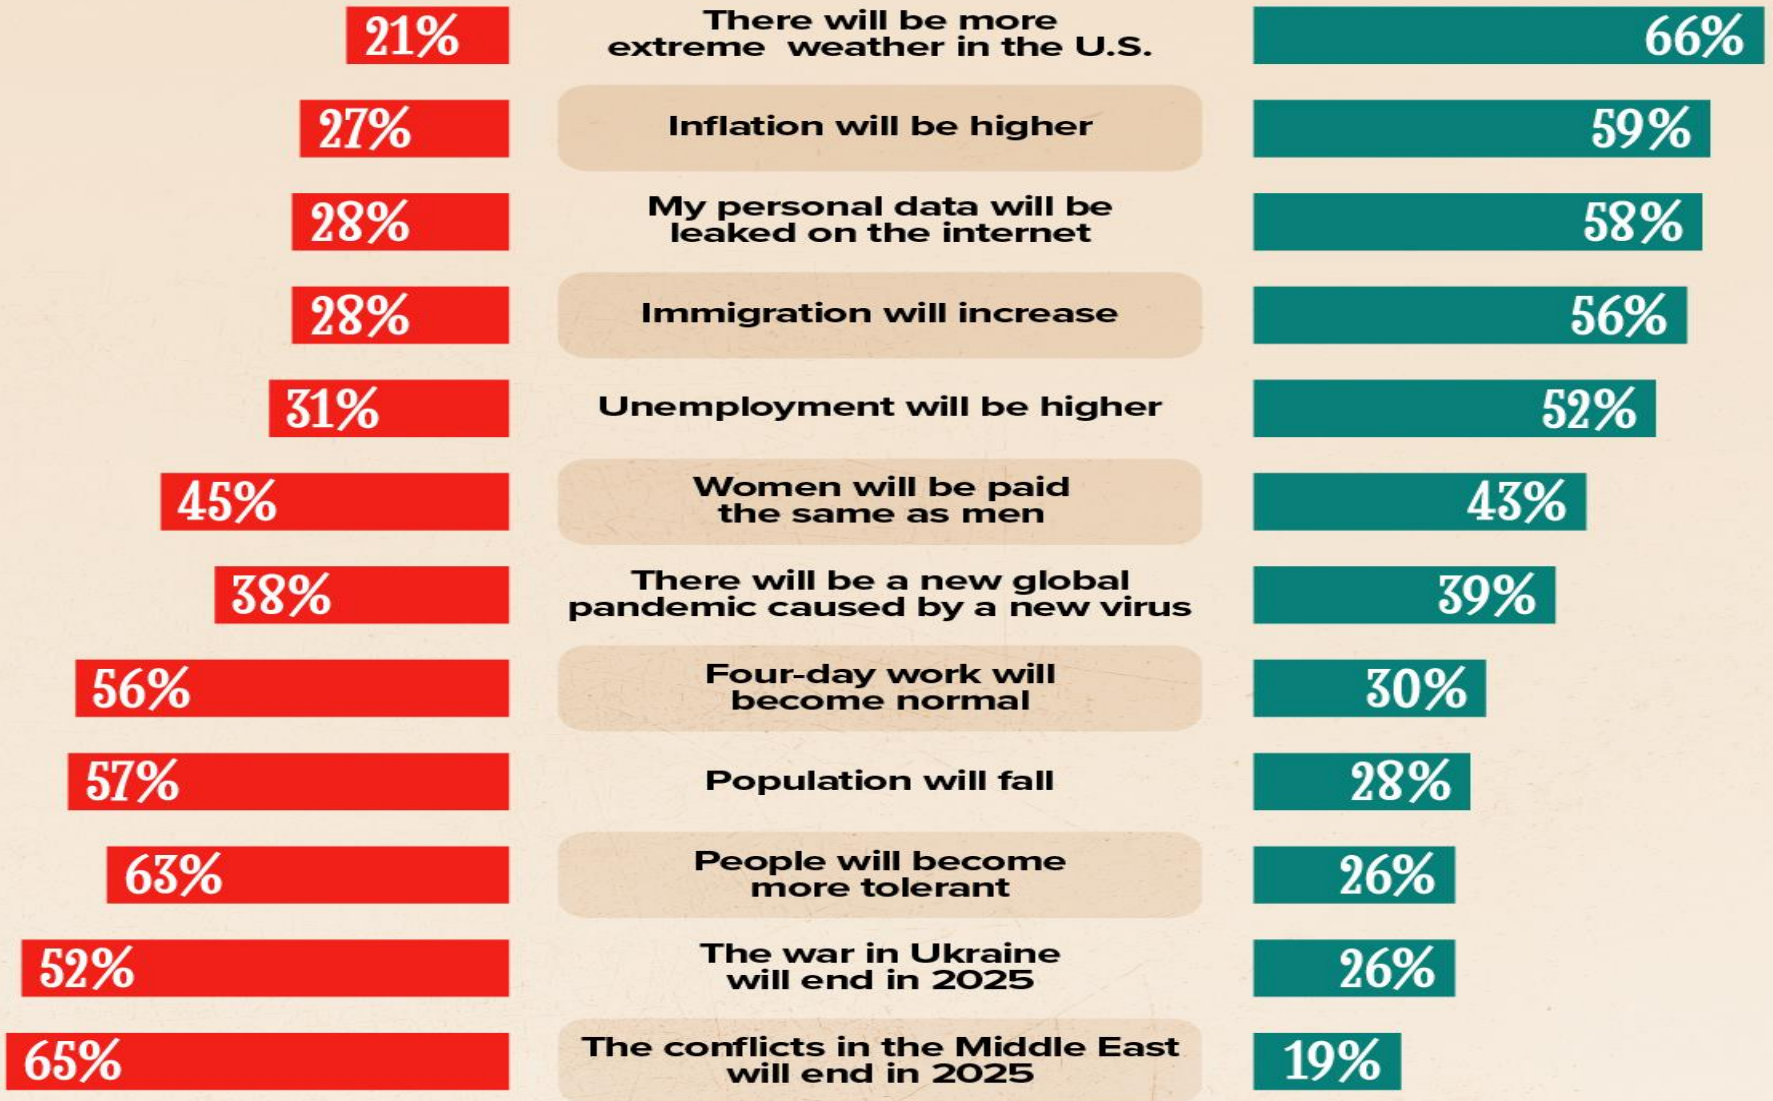 21%
There will be more
extreme weather in the U.S.
66%
27%
Inflation will be higher
59%
28%
My personal data will be
leaked on the internet
58%
28%
Immigration will increase
56%
31%
Unemployment will be higher
52%
45%
Women will be paid
the same as men
43%
38%
There will be a new global
pandemic caused by a new virus
39%
56%
Four-day work will
become normal
30%
57%
Population will fall
28%
63%
People will become
more tolerant
26%
52%
The war in Ukraine
will end in 2025
26%
65%
The conflicts in the Middle East
will end in 2025
19%